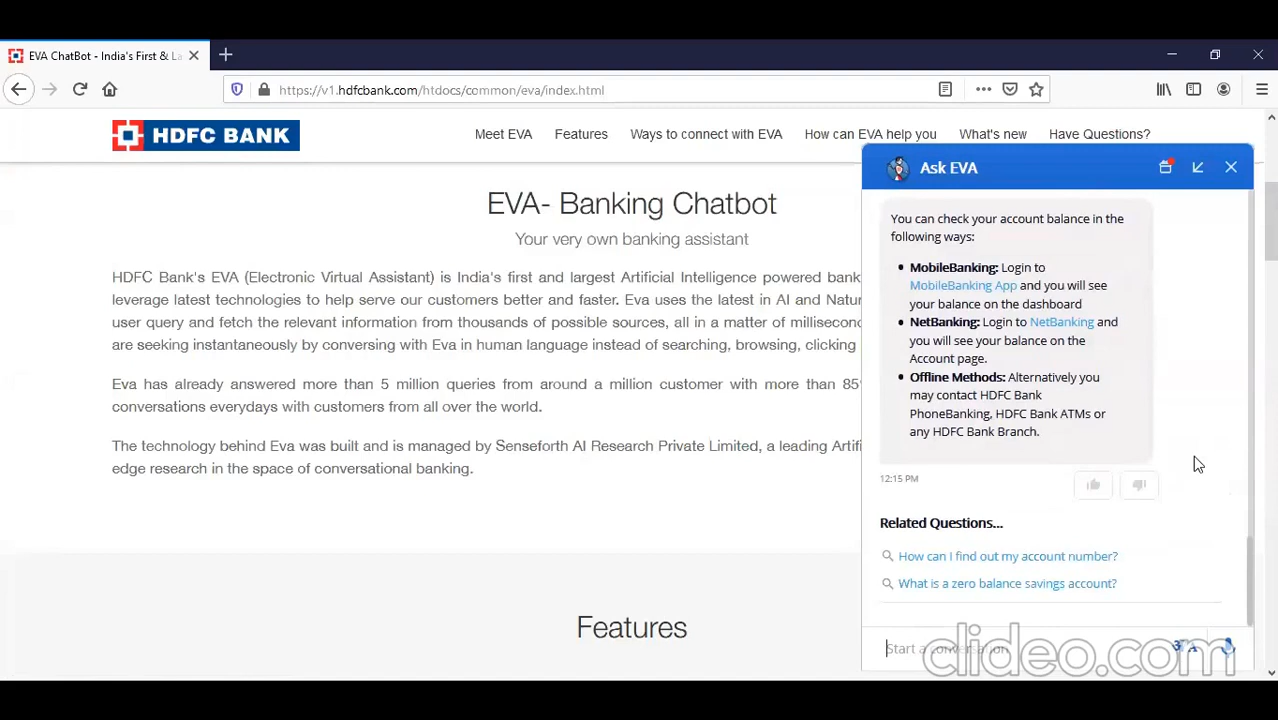 EVA ChatBot - India's First & La
https://v1.hdfcbank.com/htdocs/common/eva/index.html
HDFC BANK
Meet EVA Features Ways to connect with EVA How can EVA help you What's new Have Questions?
EVA- Banking Chatbot
Your very own banking assistant
HDFC Bank's EVA (Electronic Virtual Assistant) is India's first and largest Artificial Intelligence powered bank
leverage latest technologies to help serve our customers better and faster. Eva uses the latest in AI and Natur
user query and fetch the relevant information from thousands of possible sources, all in a matter of millisecon
are seeking instantaneously by conversing with Eva in human language instead of searching, browsing, clicking
Eva has already answered more than 5 million queries from around a million customer with more than 85
conversations everydays with customers from all over the world.
The technology behind Eva was built and is managed by Senseforth AI Research Private Limited, a leading Artif
edge research in the space of conversational banking.
Features
Ask EVA
You can check your account balance in the
following ways:
• MobileBanking: Login to
MobileBanking App and you will see
your balance on the dashboard
• NetBanking: Login to NetBanking and
you will see your balance on the
Account page.
• Offline Methods: Alternatively you
may contact HDFC Bank
PhoneBanking, HDFC Bank ATMs or
any HDFC Bank Branch.
12:15 PM
Related Questions...
How can I find out my account number?
What is a zero balance savings account?
Start a conversation
clideo.com